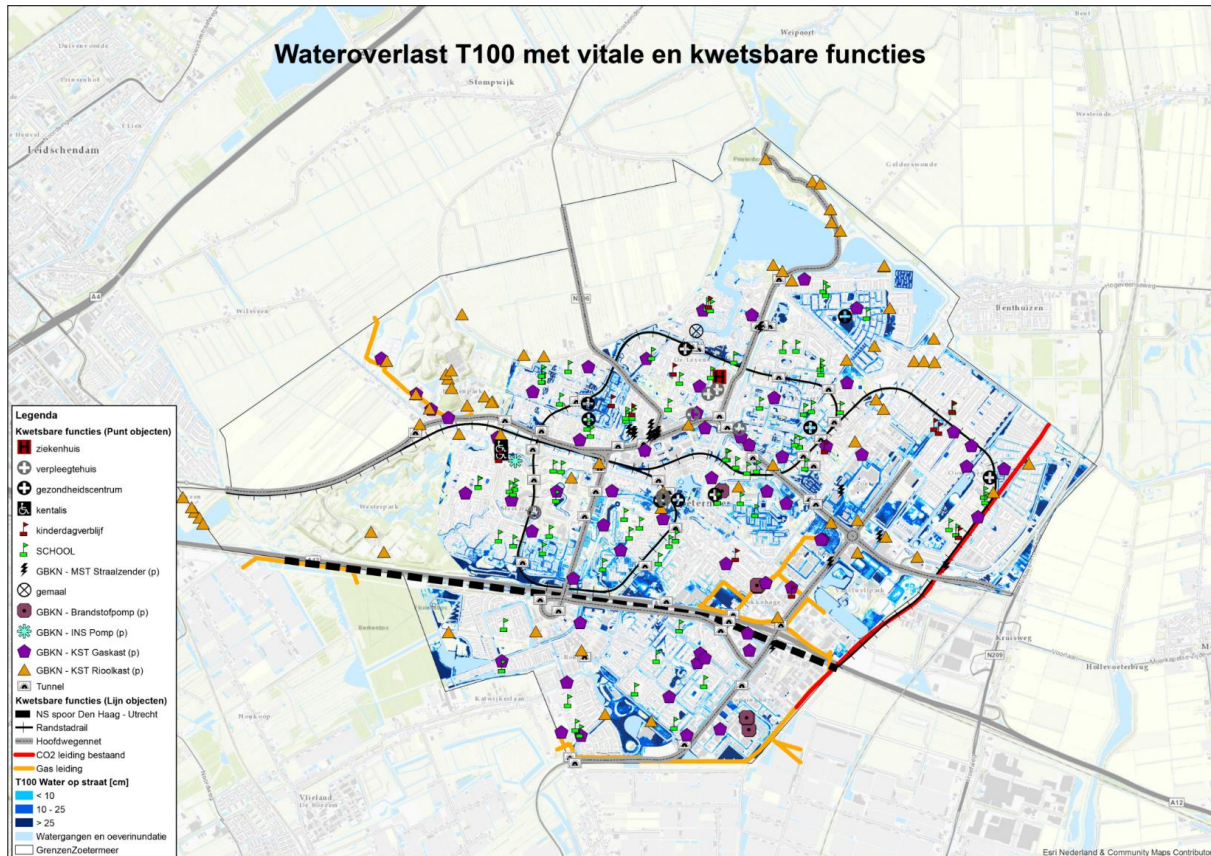 Wateroverlast T100 met vitale en kwetsbare functies
Weipoort
Stompwijk
Westeinde
Leidschendam
Gelderswoude
A4
Wilsveen
Benthuizen
Legenda
Kwetsbare functies (Punt objecten)
ziekenhuis
verpleegtehuis
gezondheidscentrum
kentalis
kinderdagverblijf
SCHOOL
GBKN - MST Straalzender (p)
gemaal
GBKN - Brandstofpomp (p)
GBKN - INS Pomp (p)
GBKN - KST Gaskast (p)
GBKN - KST Rioolkast (p)
Tunnel
Kwetsbare functies (Lijn objecten)
NS spoor Den Haag - Utrecht
Randstadrail
Hoofdwegennet
CO2 leiding bestaand
Gas leiding
T100 Water op straat [cm]
< 10
10 - 25
> 25
Watergangen en oeverinundatie
GrenzenZoetermeer
Westerpark
Kruisweg
N209
Katwijkerlaan
A12
Esri Nederland & Community Maps Contributor